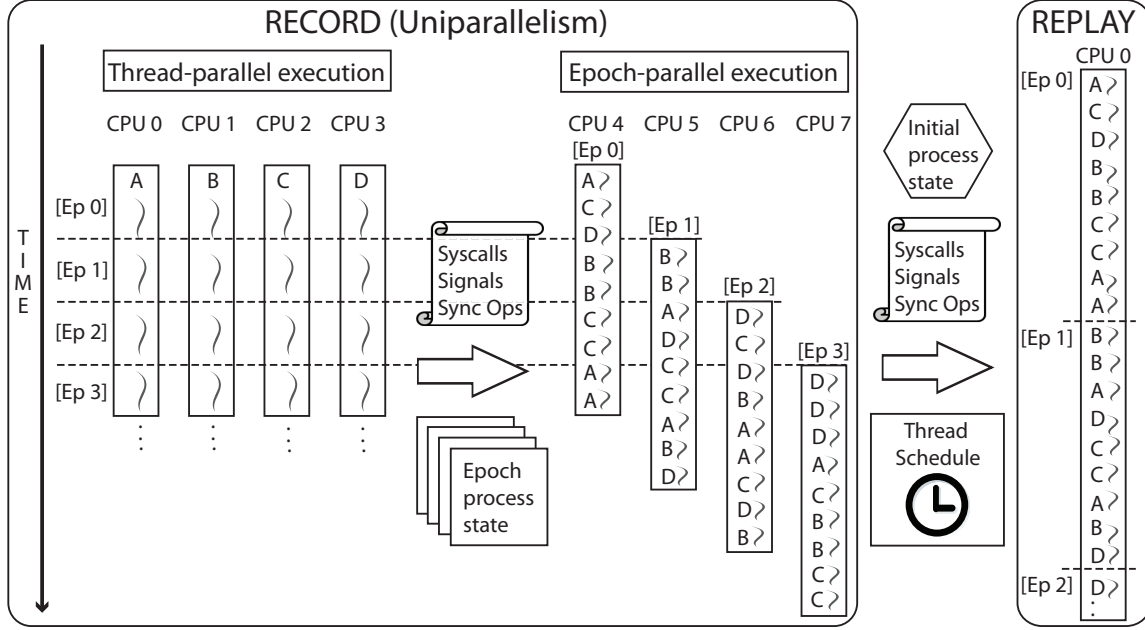 RECORD (Uniparallelism)
TIME
Thread-parallel execution
CPU 0 CPU 1 CPU 2 CPU 3
A B C D
[Ep 0]
[Ep 1]
[Ep 2]
[Ep 3]
Syscalls
Signals
Sync Ops
Epoch
process
state
Epoch-parallel execution
CPU 4 CPU 5 CPU 6 CPU 7
[Ep 0]
A
C
D
B
B
C
C
A
A
[Ep 1]
B
B
A
D
C
C
A
B
D
[Ep 2]
D
C
D
B
A
A
C
D
B
[Ep 3]
D
D
D
A
C
B
B
C
C
Initial
process
state
Syscalls
Signals
Sync Ops
Thread
Schedule
REPLAY
CPU 0
[Ep 0]
A
C
D
B
B
C
C
A
A
[Ep 1]
B
B
A
D
C
C
A
B
D
[Ep 2]
D